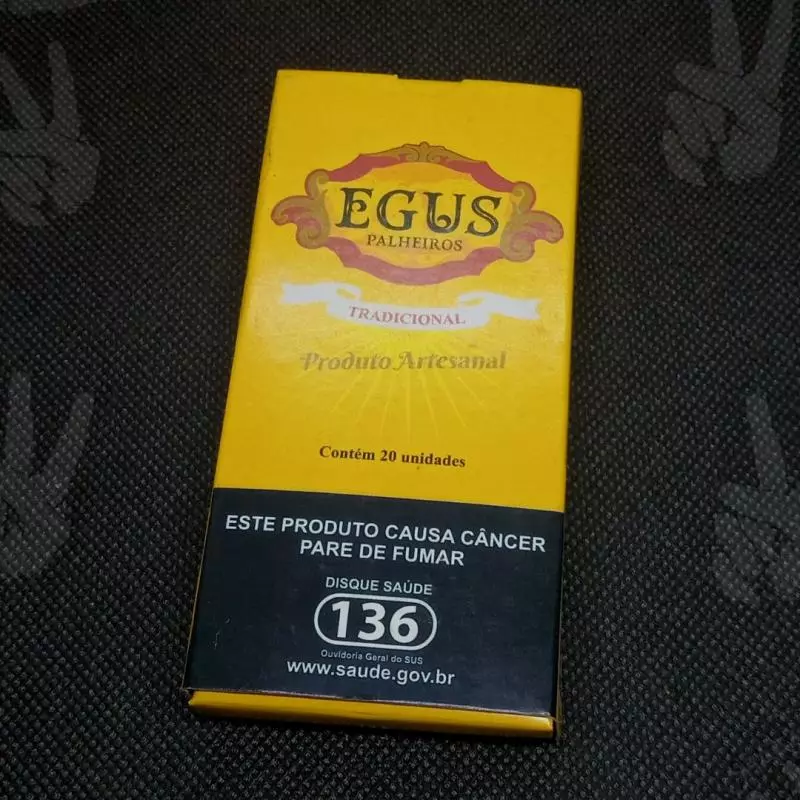 EGUS
PALHEIROS
TRADICIONAL
Produto Artesanal
Contém 20 unidades
ESTE PRODUTO CAUSA CÂNCER
PARE DE FUMAR
DISQUE SAÚDE
136
Ouvidoria Geral do SUS
www.saude.gov.br